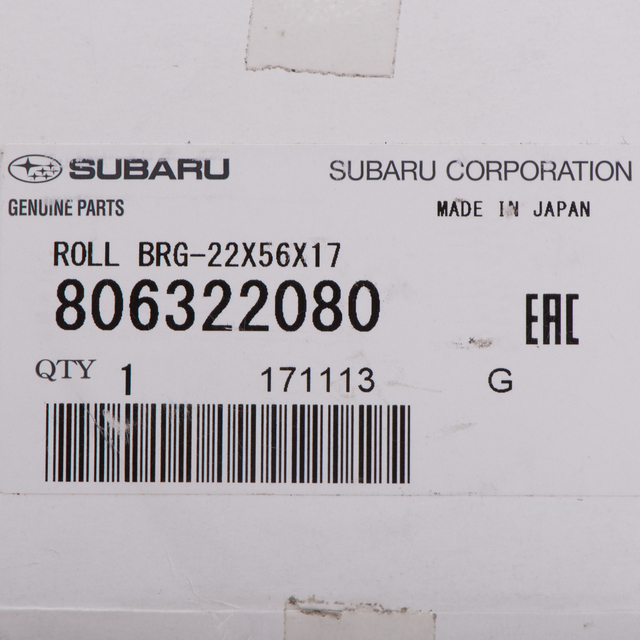 SUBARU SUBARU CORPORATION
GENUINE PARTS MADE IN JAPAN
ROLL BRG-22X56X17
806322080
EAC
QTY 1 171113 G